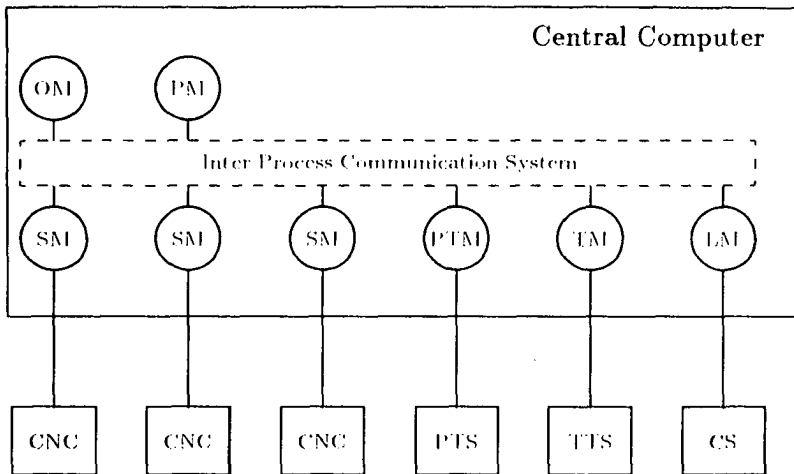 Central Computer
OM PM
Inter Process Communication System
SM SM SM PTM TM LM
CNC CNC CNC PTS TTS CS